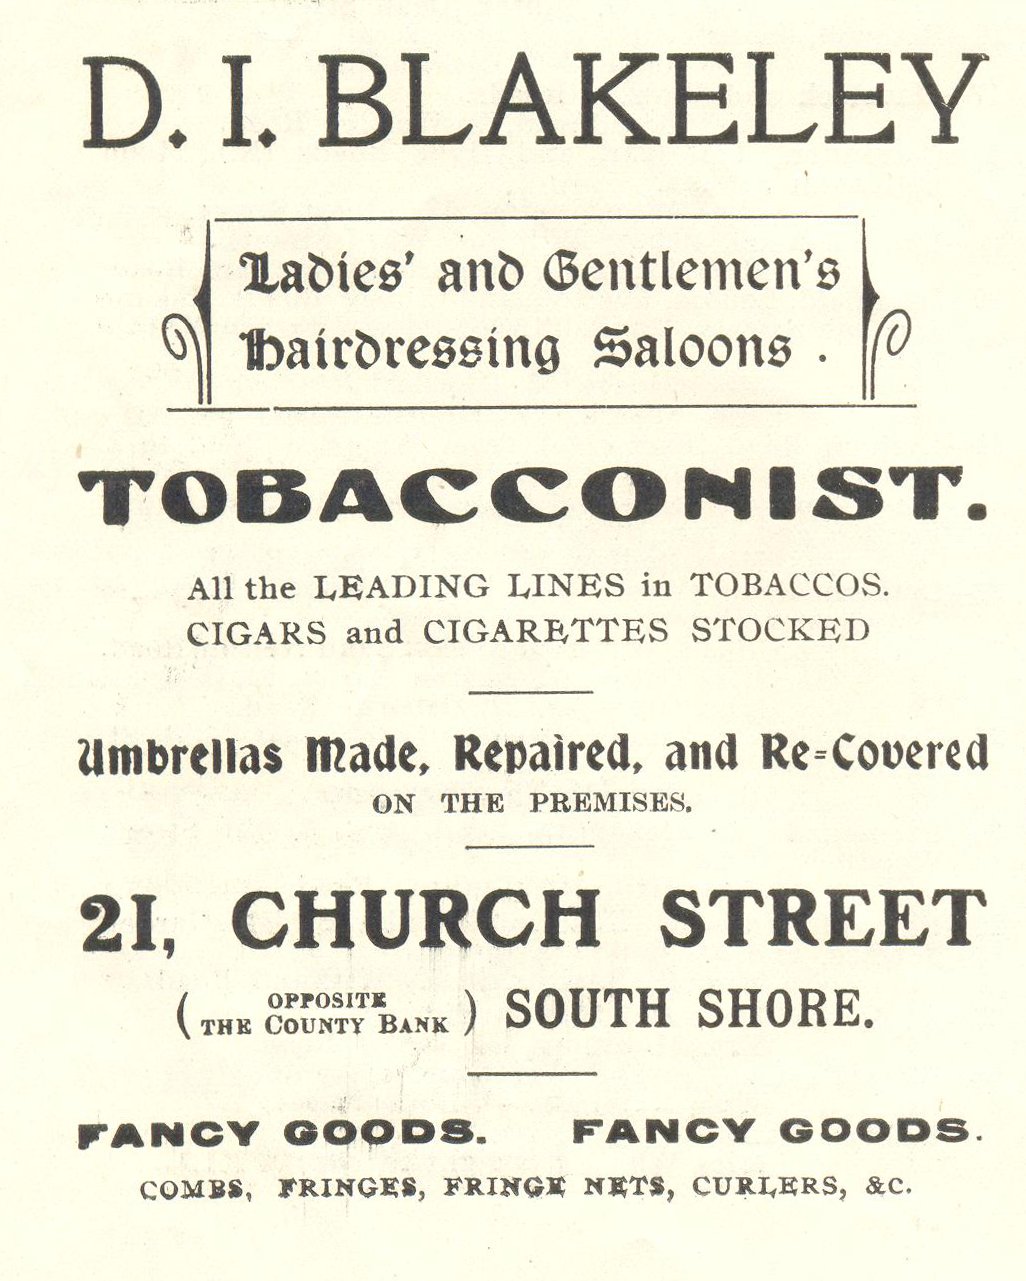 D. I. BLAKELEY
Ladies' and Gentlemen's
Hairdressing Saloons .
TOBACCONIST.
All the LEADING LINES in TOBACCOS.
CIGARS and CIGARETTES STOCKED
Umbrellas Made, Repaired, and Re-Covered
ON THE PREMISES.
21, CHURCH STREET
(OPPOSITE
THE COUNTY BANK) SOUTH SHORE.
FANCY GOODS. FANCY GOODS.
COMBS, FRINGES, FRINGE NETS, CURLERS, &C.